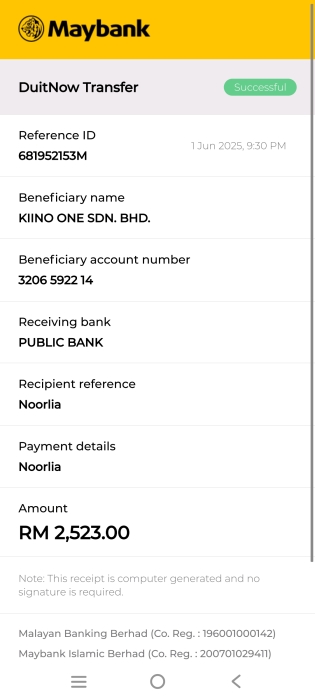 Maybank
DuitNow Transfer
Successful
Reference ID
1 Jun 2025, 9:30 PM
681952153M
Beneficiary name
KIINO ONE SDN. BHD.
Beneficiary account number
3206 5922 14
Receiving bank
PUBLIC BANK
Recipient reference
Noorlia
Payment details
Noorlia
Amount
RM 2,523.00
Note: This receipt is computer generated and no
signature is required.
Malayan Banking Berhad (Co. Reg. : 196001000142)
Maybank Islamic Berhad (Co. Reg. : 200701029411)